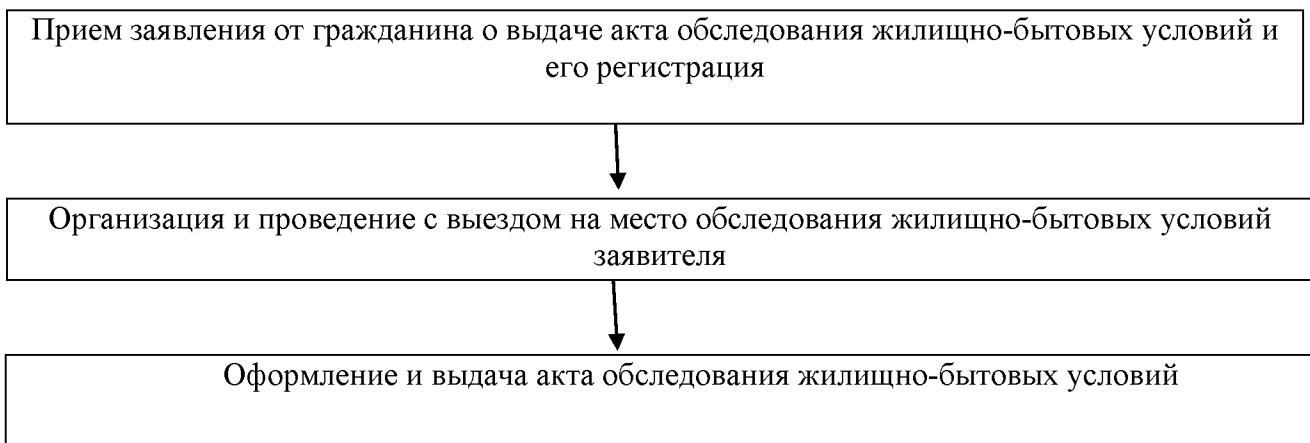 Прием заявления от гражданина о выдаче акта обследования жилищно-бытовых условий и
его регистрация
Организация и проведение с выездом на место обследования жилищно-бытовых условий
заявителя
Оформление и выдача акта обследования жилищно-бытовых условий